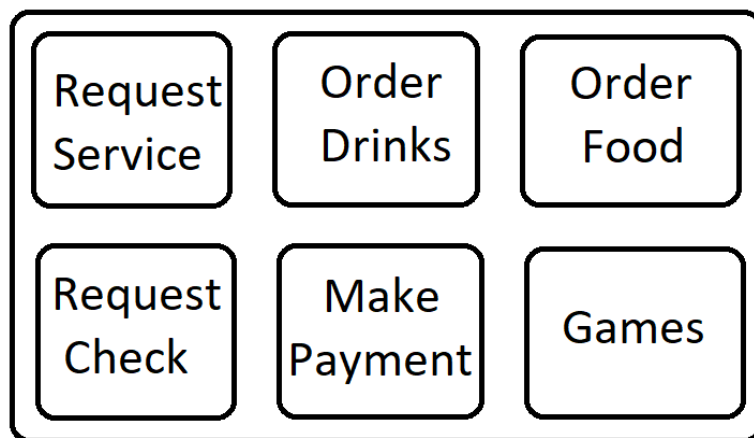 Request
Service
Order
Drinks
Order
Food
Request
Check
Make
Payment
Games